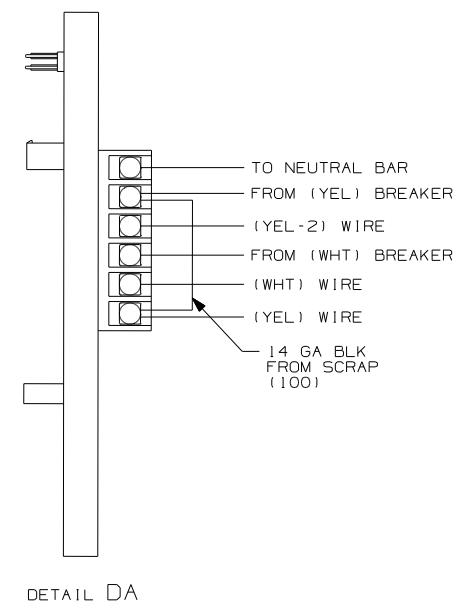 TO NEUTRAL BAR
FROM (YEL) BREAKER
(YEL-2) WIRE
FROM (WHT) BREAKER
(WHT) WIRE
(YEL) WIRE
14 GA BLK
FROM SCRAP
(100)
DETAIL DA